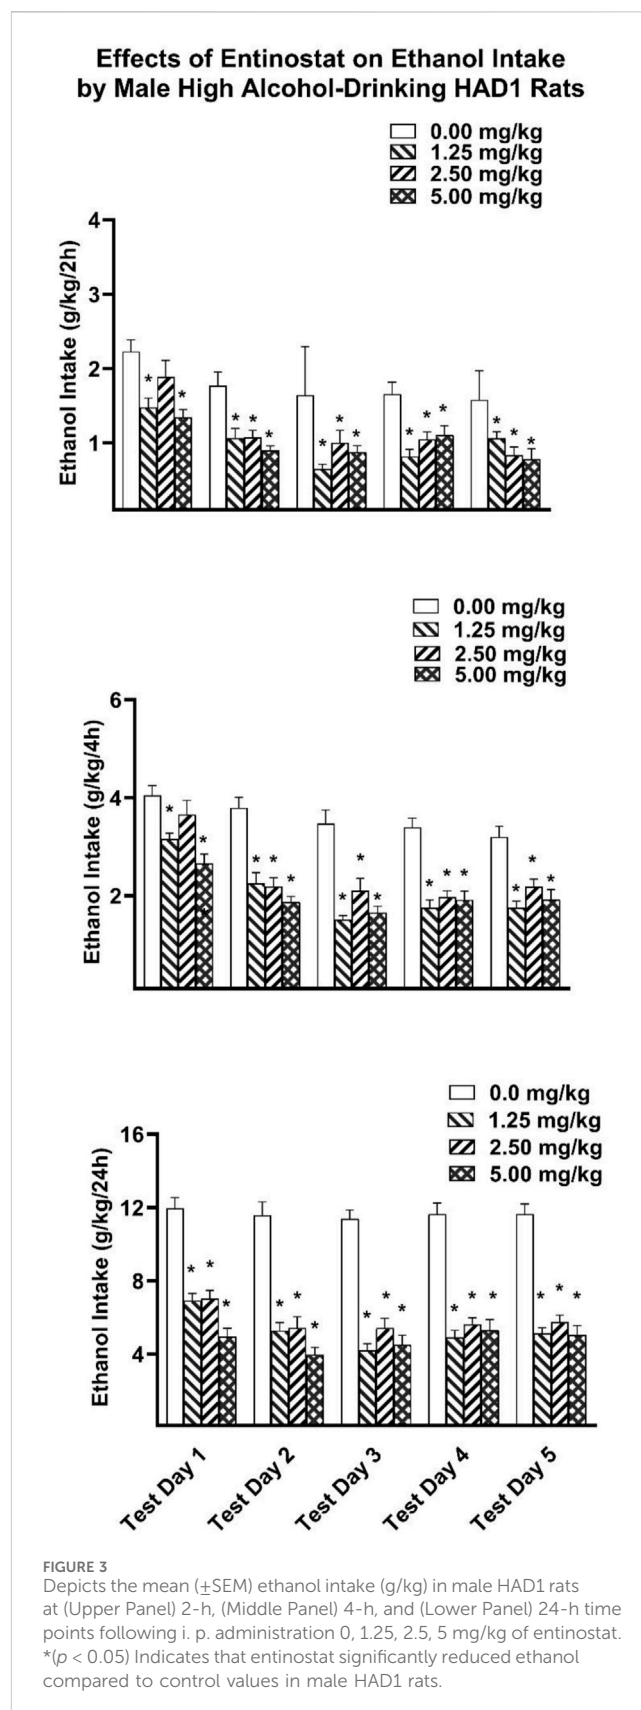 Effects of Entinostat on Ethanol Intake
by Male High Alcohol-Drinking HAD1 Rats
0.00 mg/kg
1.25 mg/kg
2.50 mg/kg
5.00 mg/kg
Ethanol Intake (g/kg/2h)
4
3
2
1
* * * * * * * * * * * * * *
0.00 mg/kg
1.25 mg/kg
2.50 mg/kg
5.00 mg/kg
Ethanol Intake (g/kg/4h)
6
4
2
* * * * * * * * * * * * * *
0.0 mg/kg
1.25 mg/kg
2.50 mg/kg
5.00 mg/kg
Ethanol Intake (g/kg/24h)
16
12
8
4
* * * * * * * * * * * * * * *
Test Day 1
Test Day 2
Test Day 3
Test Day 4
Test Day 5
FIGURE 3
Depicts the mean (±SEM) ethanol intake (g/kg) in male HAD1 rats
at (Upper Panel) 2-h, (Middle Panel) 4-h, and (Lower Panel) 24-h time
points following i. p. administration 0, 1.25, 2.5, 5 mg/kg of entinostat.
*(p < 0.05) Indicates that entinostat significantly reduced ethanol
compared to control values in male HAD1 rats.